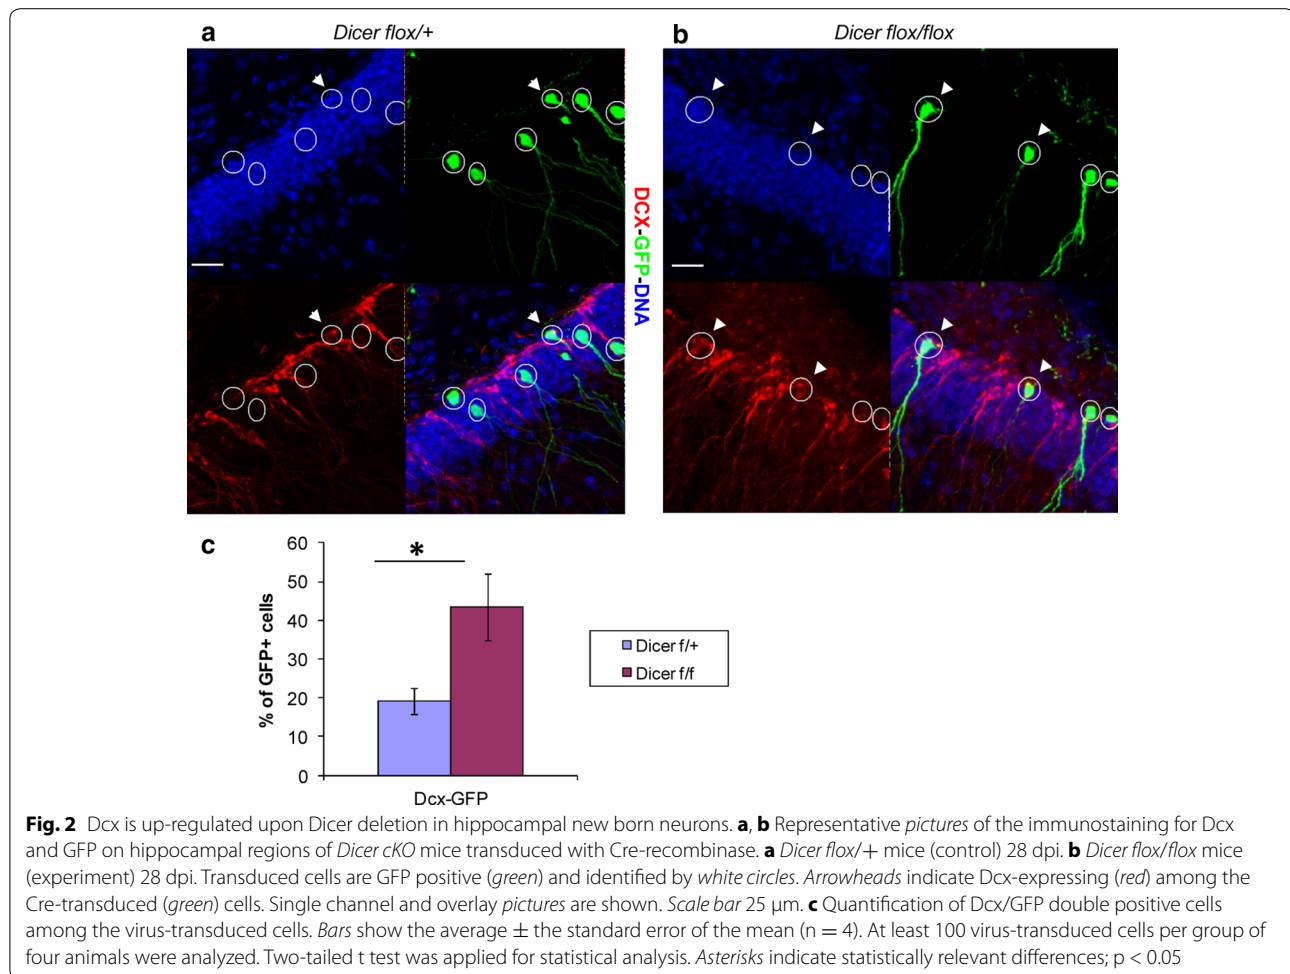 a Dicer flox/+
b Dicer flox/flox
DCX-GFP-DNA
c
60
50
40
30
20
10
0
% of GFP+ cells
*
Dcx-GFP
Dicer f/+
Dicer f/f
Fig. 2 Dcx is up-regulated upon Dicer deletion in hippocampal new born neurons. a, b Representative pictures of the immunostaining for Dcx
and GFP on hippocampal regions of Dicer cKO mice transduced with Cre-recombinase. a Dicer flox/+ mice (control) 28 dpi. b Dicer flox/flox mice
(experiment) 28 dpi. Transduced cells are GFP positive (green) and identified by white circles. Arrowheads indicate Dcx-expressing (red) among the
Cre-transduced (green) cells. Single channel and overlay pictures are shown. Scale bar 25 μm. c Quantification of Dcx/GFP double positive cells
among the virus-transduced cells. Bars show the average ± the standard error of the mean (n = 4). At least 100 virus-transduced cells per group of
four animals were analyzed. Two-tailed t test was applied for statistical analysis. Asterisks indicate statistically relevant differences; p < 0.05